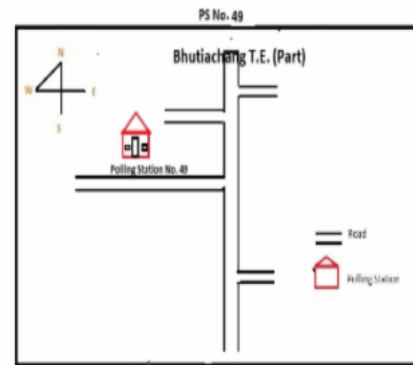 PS No. 49
Bhutiachang T.E. (Part)
N
W
E
S
Polling Station No. 49
Road
Polling Station